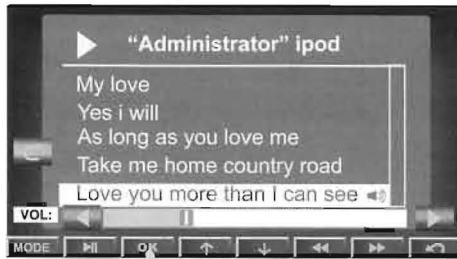 “Administrator” ipod
My love
Yes i will
As long as you love me
Take me home country road
Love you more than I can see
VOL:
MODE OK